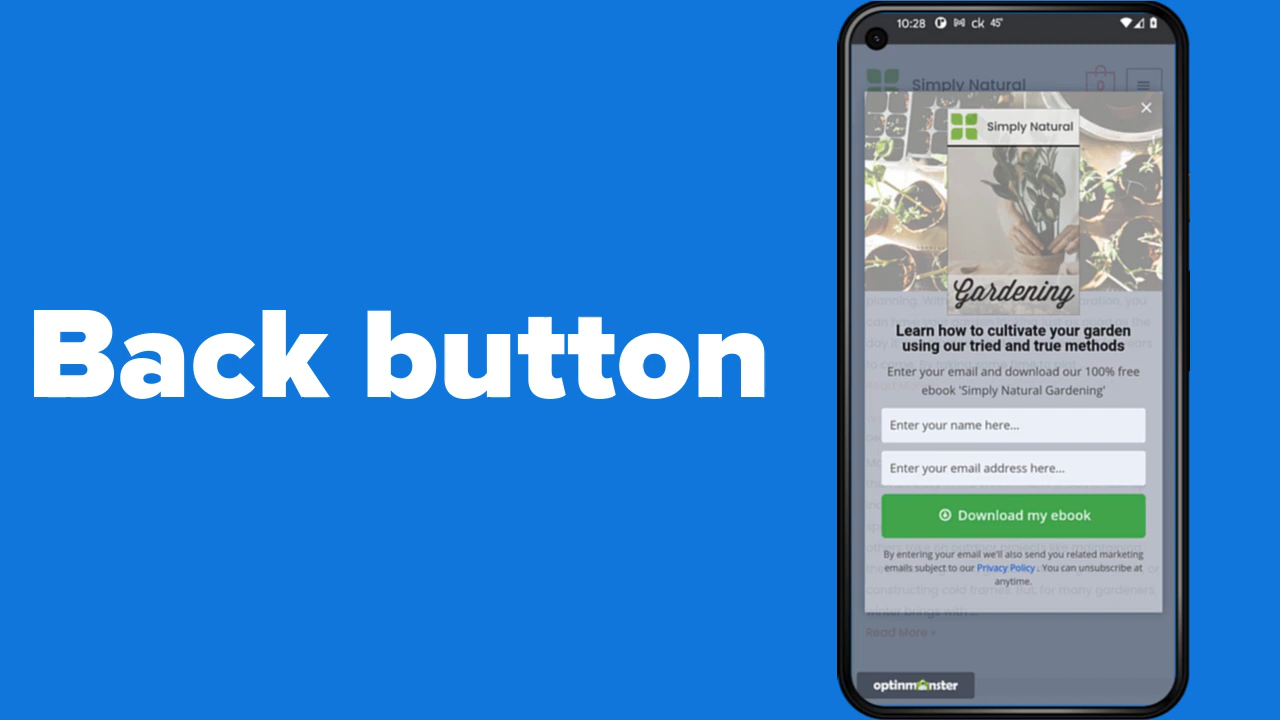 Back button
10:28 ck 45°
Simply Natural
0
Simply Natural
Gardening
Learn how to cultivate your garden
using our tried and true methods
Enter your email and download our 100% free
ebook 'Simply Natural Gardening'
Enter your name here...
Enter your email address here...
Download my ebook
By entering your email we'll also send you related marketing
emails subject to our Privacy Policy . You can unsubscribe at
anytime.
constructing cold frames. But, for many gardeners,
winter brings with...
Read More »
optinmonster